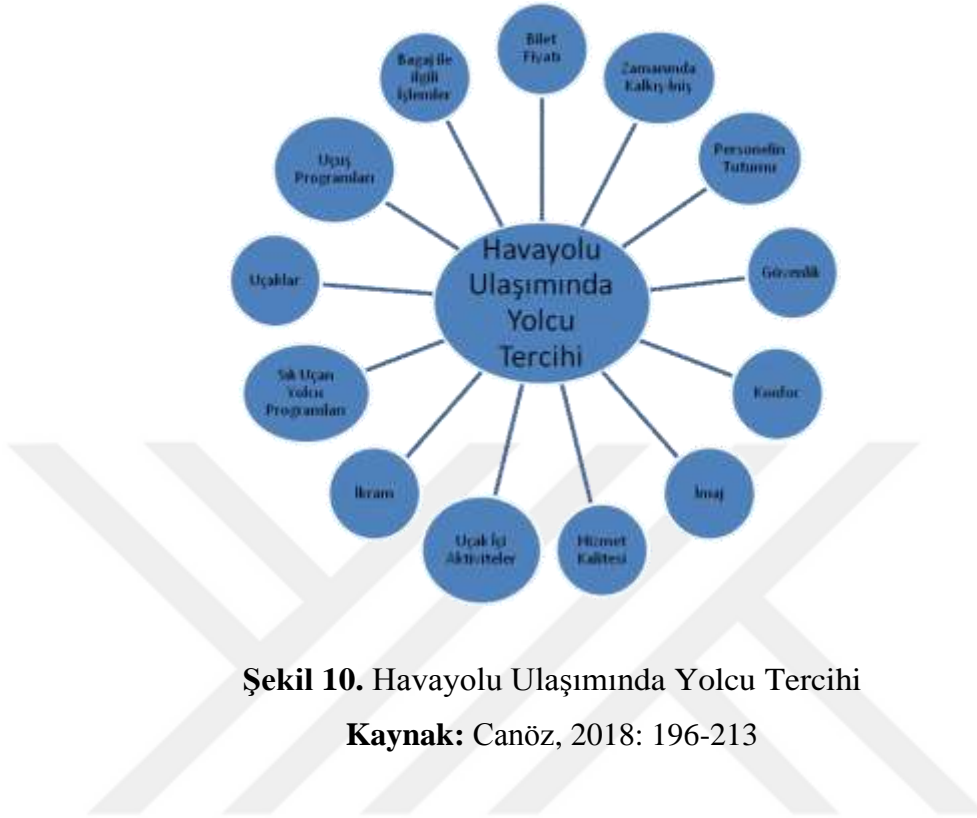 Bilet
Fiyatı
Zamanında
Kalkış-İniş
Personelin
Tutumu
Güvenlik
Konfor
İmaj
Hizmet
Kalitesi
Uçak İçi
Aktiviteler
İkram
Sık Uçan
Yolcu
Programları
Uçaklar
Uçuş
Programları
Bagaj ile
ilgili
İşlemler
Havayolu
Ulaşımında
Yolcu
Tercihi
Şekil 10. Havayolu Ulaşımında Yolcu Tercihi
Kaynak: Canöz, 2018: 196-213